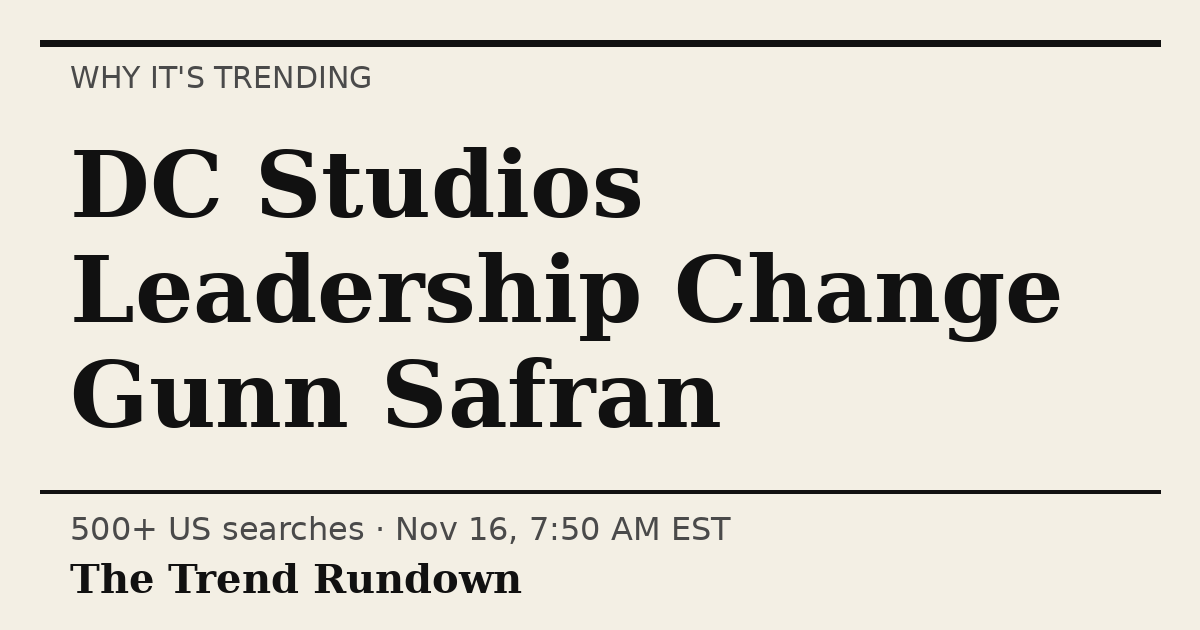 WHY IT'S TRENDING
DC Studios
Leadership Change
Gunn Safran
500+ US searches · Nov 16, 7:50 AM EST
The Trend Rundown